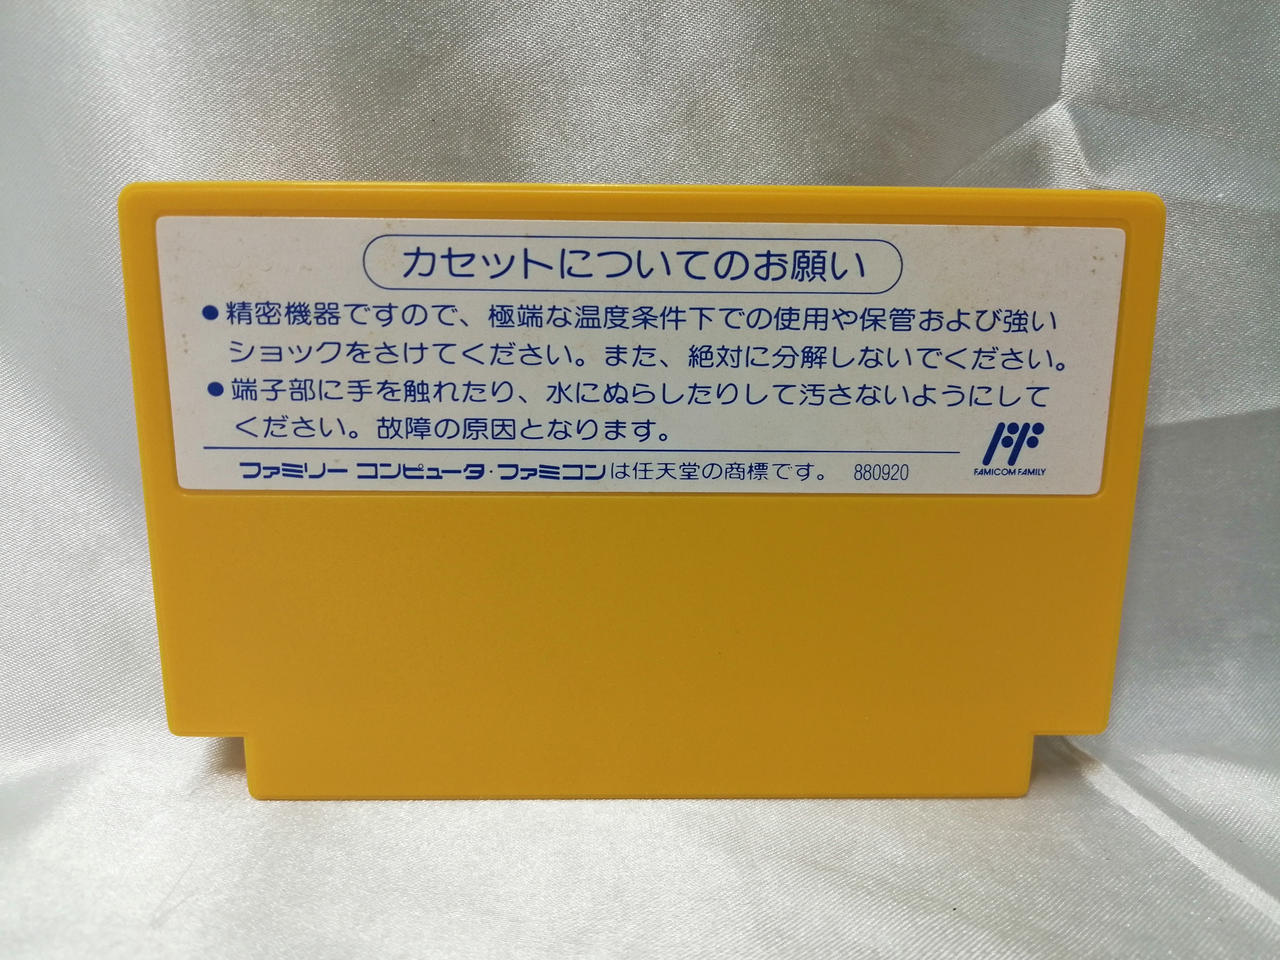 カセットについてのお願い
●精密機器ですので、極端な温度条件下での使用や保管および強い
ショックをさけてください。また、絶対に分解しないでください。
●端子部に手を触れたり、水にぬらしたりして汚さないようにして
ください。故障の原因となります。
ファミリー コンピュータ・ファミコンは任天堂の商標です。 880920
FF
FAMICOM FAMILY